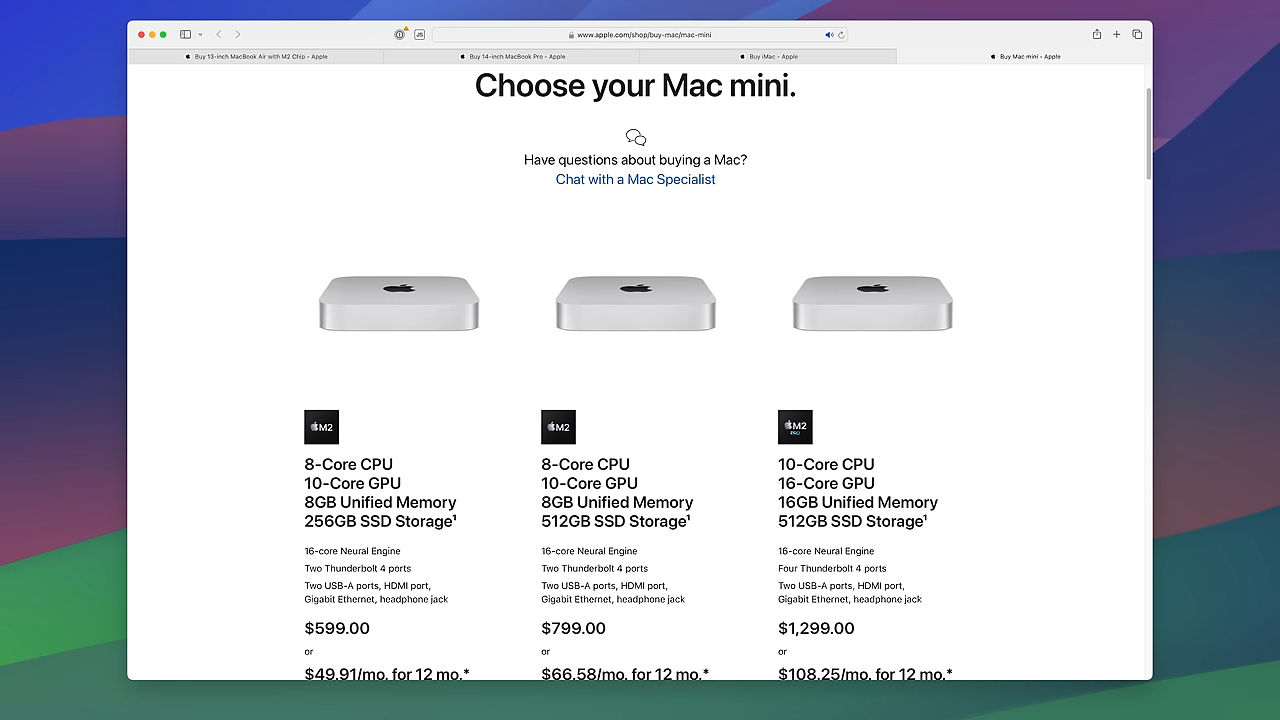 www.apple.com/shop/buy-mac/mac-mini
Buy 13-inch MacBook Air with M2 Chip - Apple
Buy 14-inch MacBook Pro - Apple
Buy iMac - Apple
Buy Mac mini - Apple
Choose your Mac mini.
Have questions about buying a Mac?
Chat with a Mac Specialist
M2
8-Core CPU
10-Core GPU
8GB Unified Memory
256GB SSD Storage¹
16-core Neural Engine
Two Thunderbolt 4 ports
Two USB-A ports, HDMI port,
Gigabit Ethernet, headphone jack
$599.00
or
$49.91/mo. for 12 mo.*
M2
8-Core CPU
10-Core GPU
8GB Unified Memory
512GB SSD Storage¹
16-core Neural Engine
Two Thunderbolt 4 ports
Two USB-A ports, HDMI port,
Gigabit Ethernet, headphone jack
$799.00
or
$66.58/mo. for 12 mo.*
M2
PRO
10-Core CPU
16-Core GPU
16GB Unified Memory
512GB SSD Storage¹
16-core Neural Engine
Four Thunderbolt 4 ports
Two USB-A ports, HDMI port,
Gigabit Ethernet, headphone jack
$1,299.00
or
$108.25/mo. for 12 mo.*